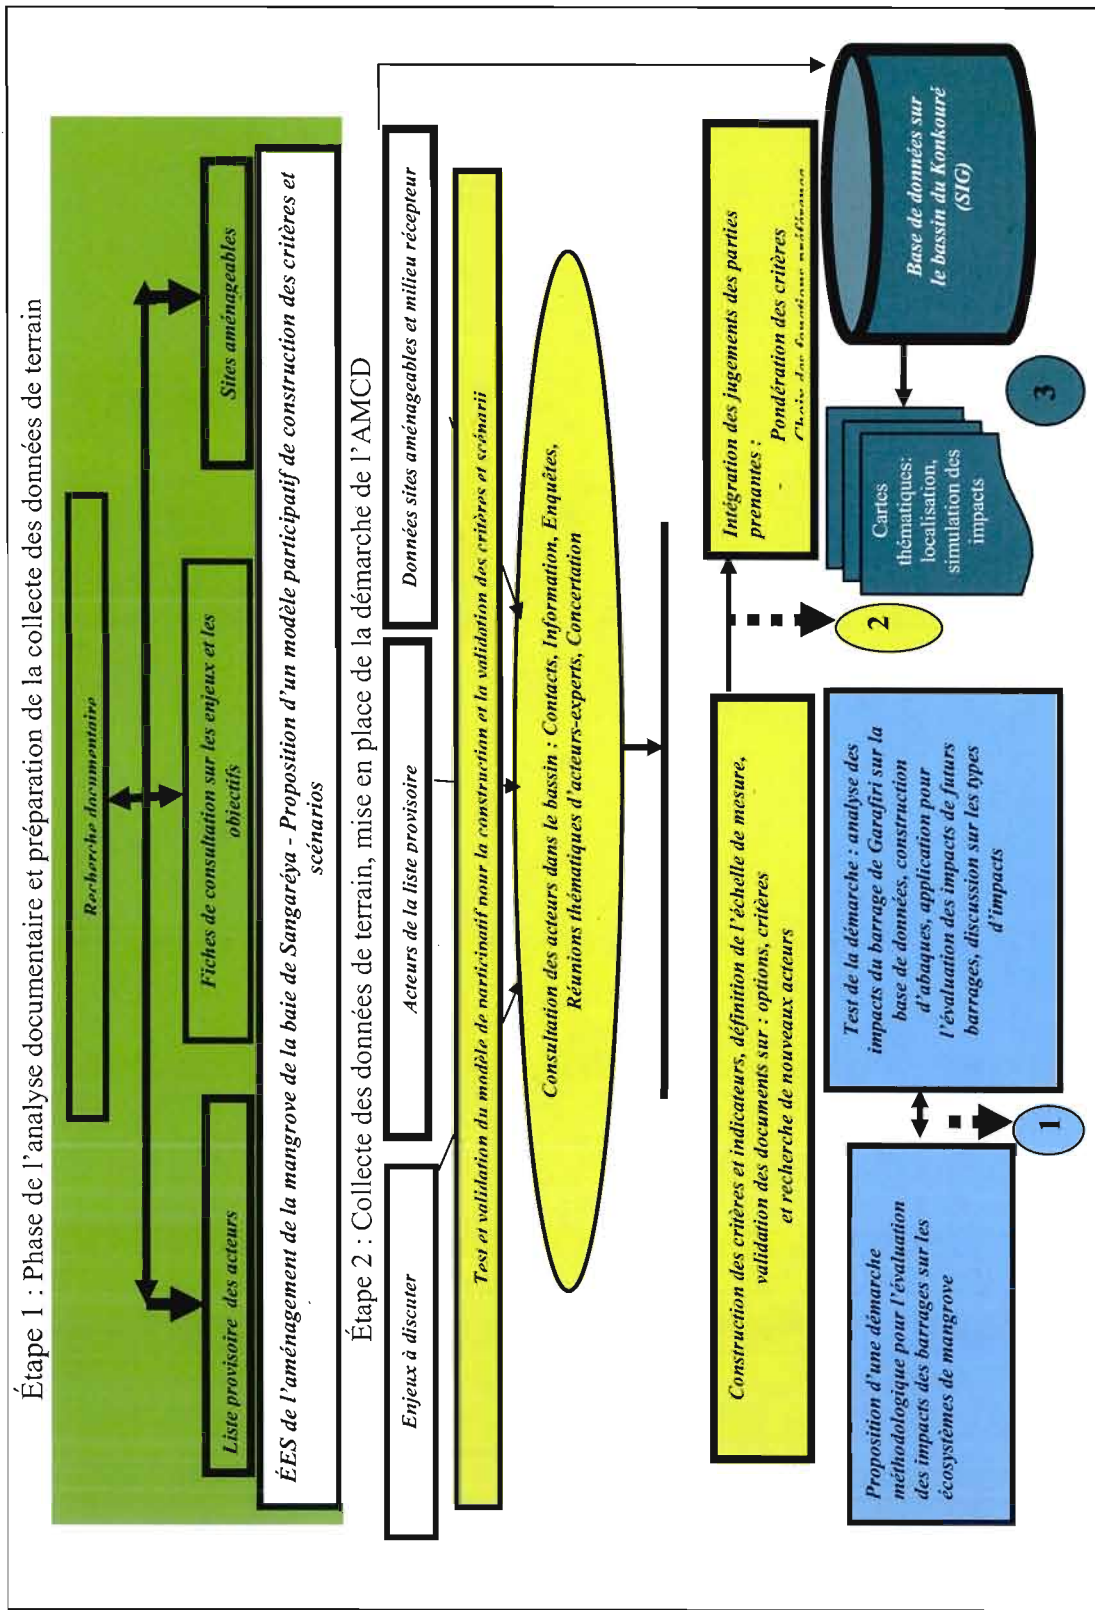 Étape 1 : Phase de l'analyse documentaire et préparation de la collecte des données de terrain
Recherche documentaire
Liste provisoire des acteurs
Fiches de consultation sur les enjeux et les
objectifs
Sites aménageables
ÉES de l'aménagement de la mangrove de la baie de Sangaréya - Proposition d'un modèle participatif de construction des critères et
scénarios
Étape 2 : Collecte des données de terrain, mise en place de la démarche de l'AMCD
Enjeux à discuter
Acteurs de la liste provisoire
Données sites aménageables et milieu récepteur
Test et validation du modèle de participatif pour la construction et la validation des critères et scénarii
Consultation des acteurs dans le bassin : Contacts, Information, Enquêtes,
Réunions thématiques d'acteurs-experts, Concertation
Construction des critères et indicateurs, définition de l'échelle de mesure,
validation des documents sur : options, critères
et recherche de nouveaux acteurs
Intégration des jugements des parties
prenantes :
- Pondération des critères
Choix des fonctions préférence
2
Proposition d'une démarche
méthodologique pour l'évaluation
des impacts des barrages sur les
écosystèmes de mangrove
1
Test de la démarche : analyse des
impacts du barrage de Garafiri sur la
base de données, construction
d'abaques, application pour
l'évaluation des impacts de futurs
barrages, discussion sur les types
d'impacts
Cartes
thématiques:
localisation,
simulation des
impacts
Base de données sur
le bassin du Konkouré
(SIG)
3